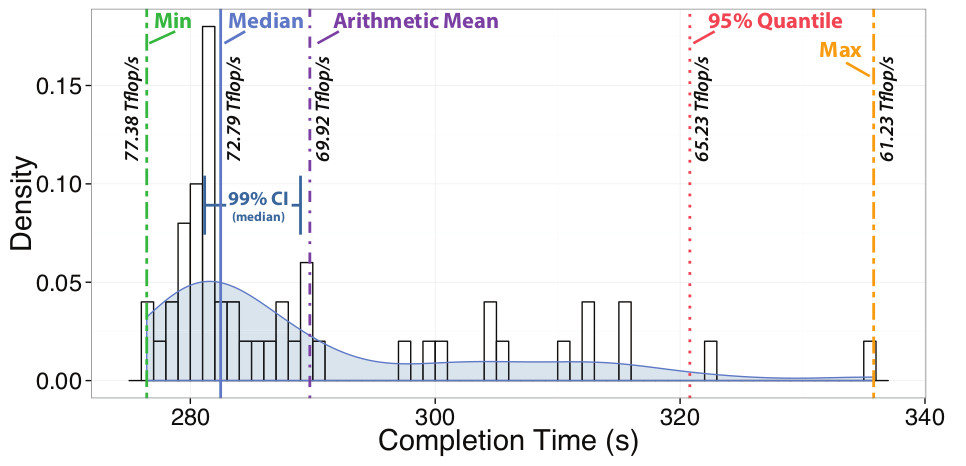 Min
Median
Arithmetic Mean
95% Quantile
Max
77.38 Tflop/s
72.79 Tflop/s
69.92 Tflop/s
65.23 Tflop/s
61.23 Tflop/s
99% CI
(median)
Density
0.15
0.10
0.05
0.00
280
300
320
340
Completion Time (s)